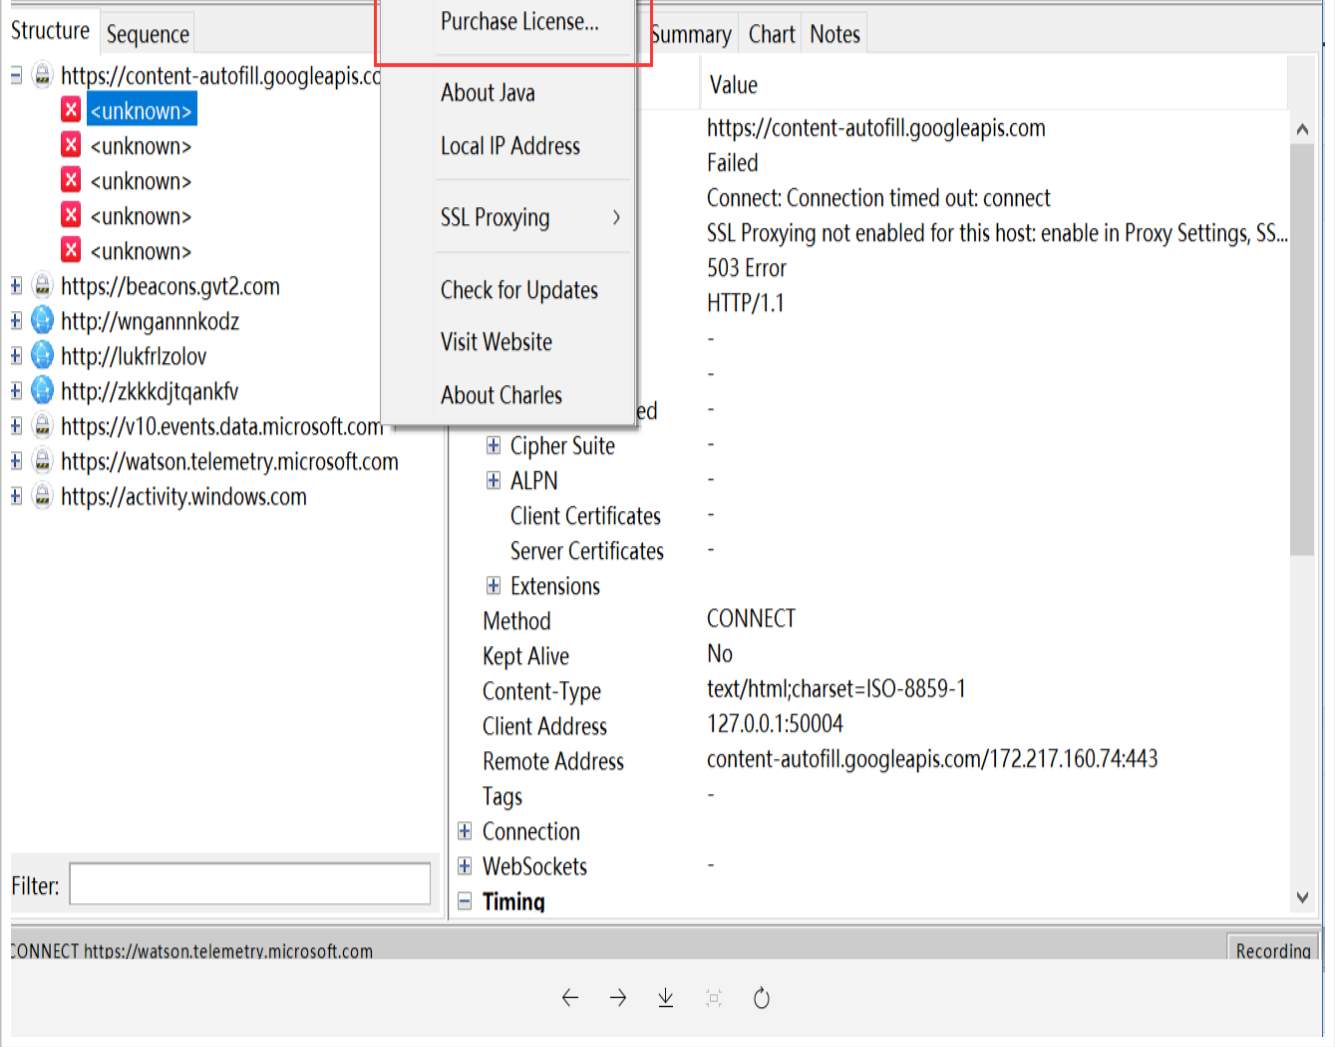 Structure
Sequence
https://content-autofill.googleapis.co
<unknown>
<unknown>
<unknown>
<unknown>
<unknown>
https://beacons.gvt2.com
http://wngannnkodz
http://lukfrlzolov
http://zkkkdjtqankfv
https://v10.events.data.microsoft.com
https://watson.telemetry.microsoft.com
https://activity.windows.com
Filter:
Purchase License...
About Java
Local IP Address
SSL Proxying
Check for Updates
Visit Website
About Charles
Summary
Chart
Notes
Value
https://content-autofill.googleapis.com
Failed
Connect: Connection timed out: connect
SSL Proxying not enabled for this host: enable in Proxy Settings, SS...
503 Error
HTTP/1.1
-
-
ed -
Cipher Suite -
ALPN -
Client Certificates -
Server Certificates -
Extensions
Method CONNECT
Kept Alive No
Content-Type text/html;charset=ISO-8859-1
Client Address 127.0.0.1:50004
Remote Address content-autofill.googleapis.com/172.217.160.74:443
Tags -
Connection
WebSockets -
Timing
CONNECT https://watson.telemetry.microsoft.com
Recording